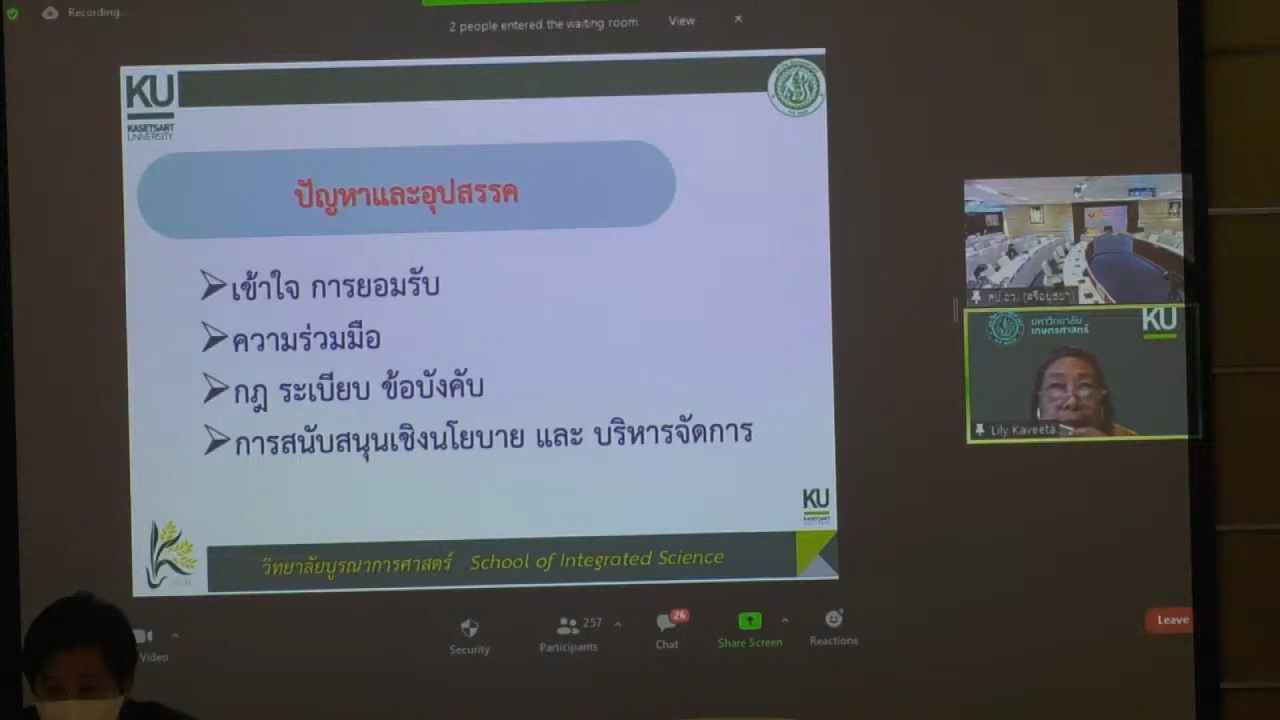 Recording...
2 people entered the waiting room View ×
KU
KASETSART
UNIVERSITY
ปัญหาและอุปสรรค
➢เข้าใจ การยอมรับ
➢ความร่วมมือ
➢กฎ ระเบียบ ข้อบังคับ
➢การสนับสนุนเชิงนโยบาย และ บริหารจัดการ
KU
วิทยาลัยบูรณาการศาสตร์ School of Integrated Science
มหาวิทยาลัย
เกษตรศาสตร์
KU
Lily Kaveeta
Video
Security
257
Participants
26
Chat
Share Screen
Reactions
Leave